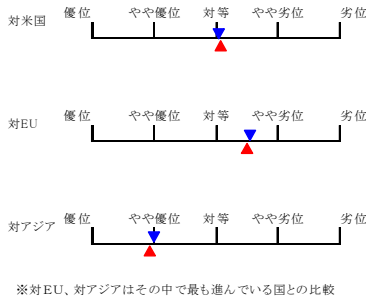 優位 やや優位 対等 やや劣位 劣位
対米国
優位 やや優位 対等 やや劣位 劣位
対EU
優位 やや優位 対等 やや劣位 劣位
対アジア
※対EU、対アジアはその中で最も進んでいる国との比較